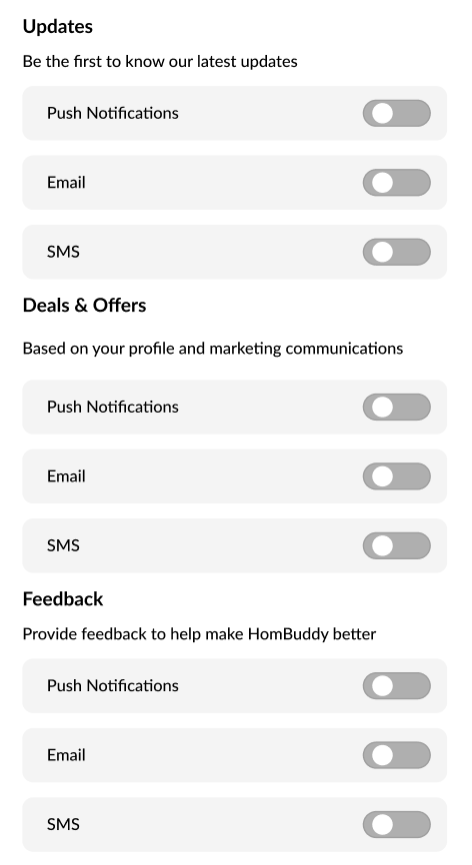 Updates
Be the first to know our latest updates
Push Notifications
Email
SMS
Deals & Offers
Based on your profile and marketing communications
Push Notifications
Email
SMS
Feedback
Provide feedback to help make HomBuddy better
Push Notifications
Email
SMS